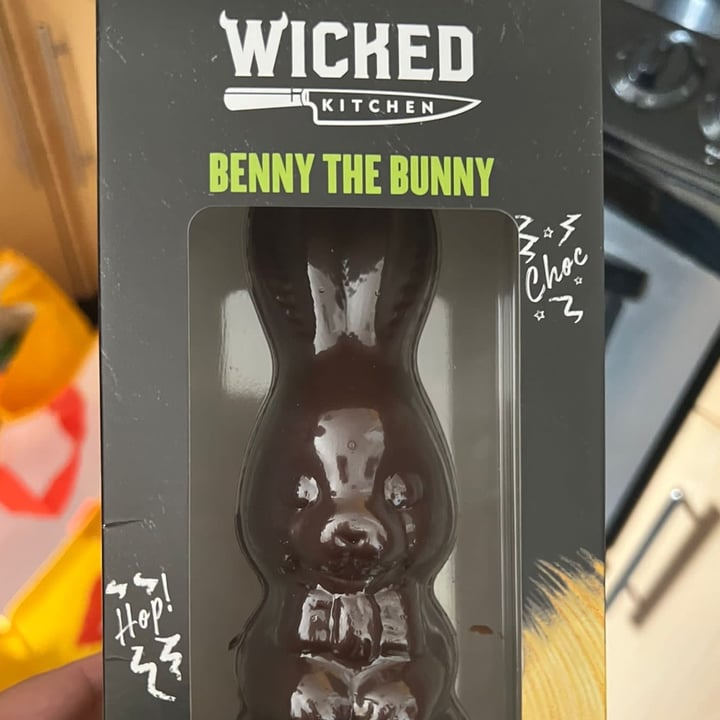 WICKED
KITCHEN
BENNY THE BUNNY
Choc
Hop!